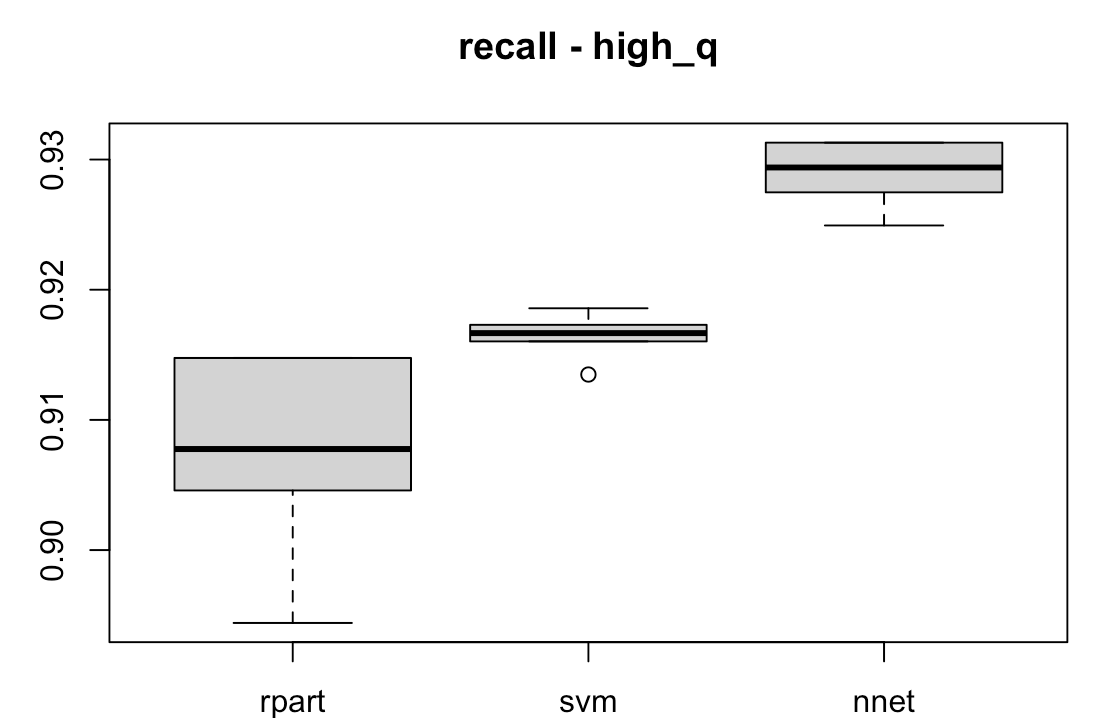 recall - high_q
0.93
0.92
0.91
0.90
rpart svm nnet